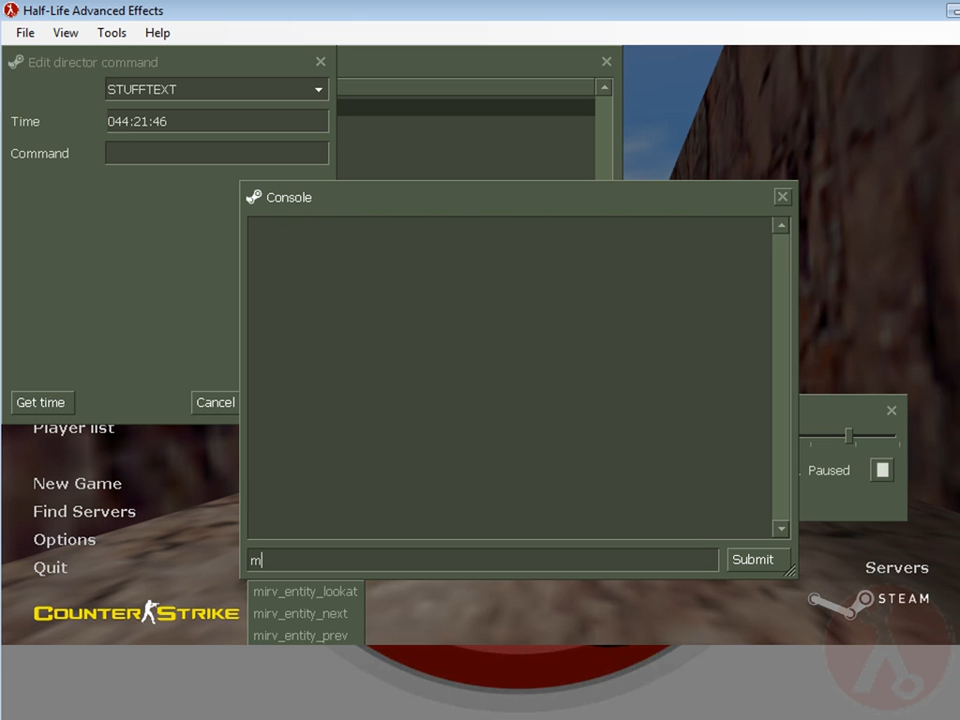 Half-Life Advanced Effects
File View Tools Help
Edit director command
STUFFTEXT
Time 044:21:46
Command
Console
Get time Cancel
Player list
Paused
New Game
Find Servers
Options
Quit
m
Submit
Servers
mirv_entity_lookat
mirv_entity_next
mirv_entity_prev
COUNTER STRIKE
STEAM